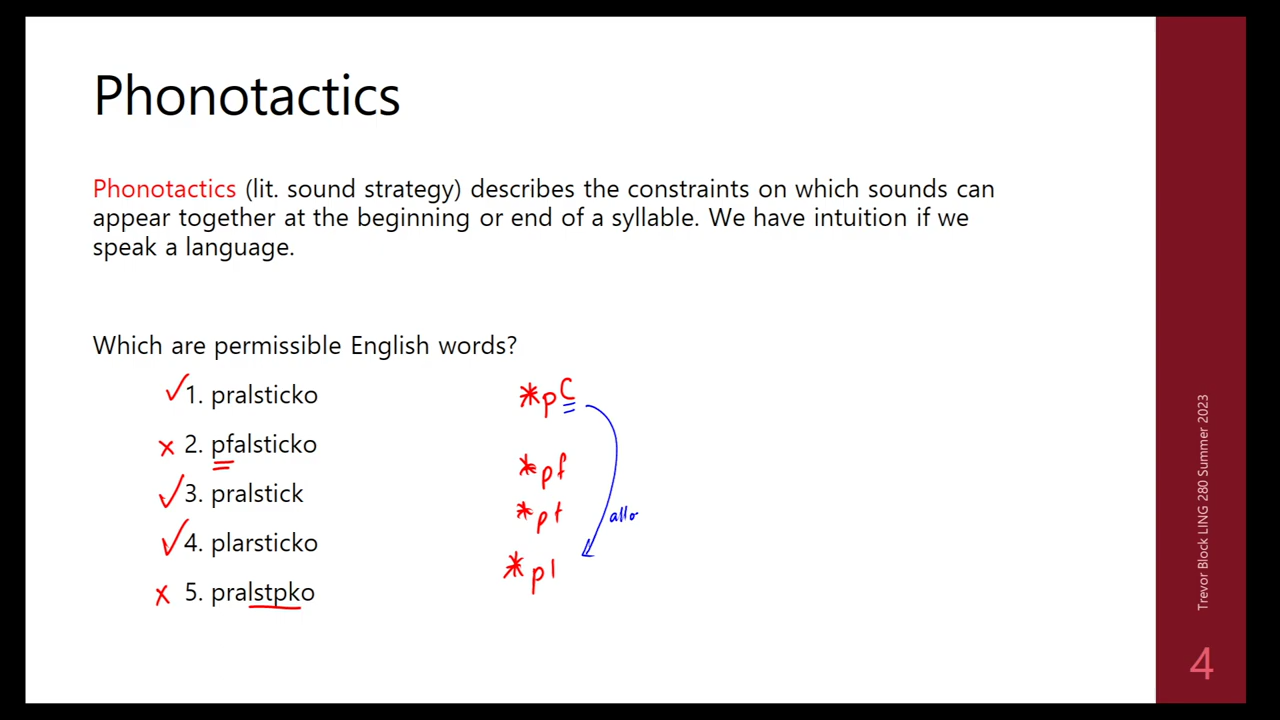 Phonotactics
Phonotactics (lit. sound strategy) describes the constraints on which sounds can
appear together at the beginning or end of a syllable. We have intuition if we
speak a language.
Which are permissible English words?
✓ 1. pralsticko
x 2. pfalsticko
✓ 3. pralstick
✓ 4. plarsticko
x 5. pralstpko
*pC
*pf
*pt
*pl
allo
Trevor Block LING 280 Summer 2023
4